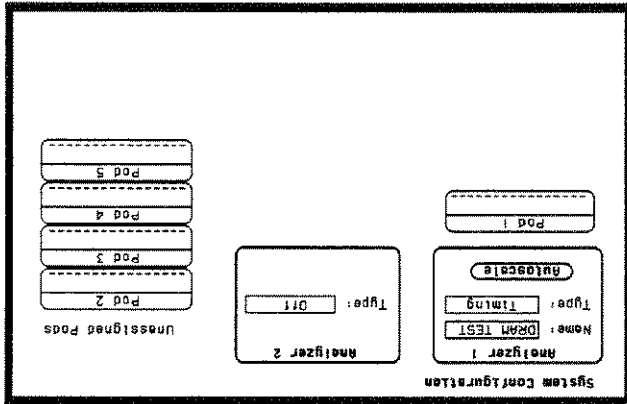 System Configuration
Analyzer 1
Name: DRAM TEST
Type: Timing
Autoscale
Pod 1
Analyzer 2
Type: Off
Unassigned Pods
Pod 2
Pod 3
Pod 4
Pod 5